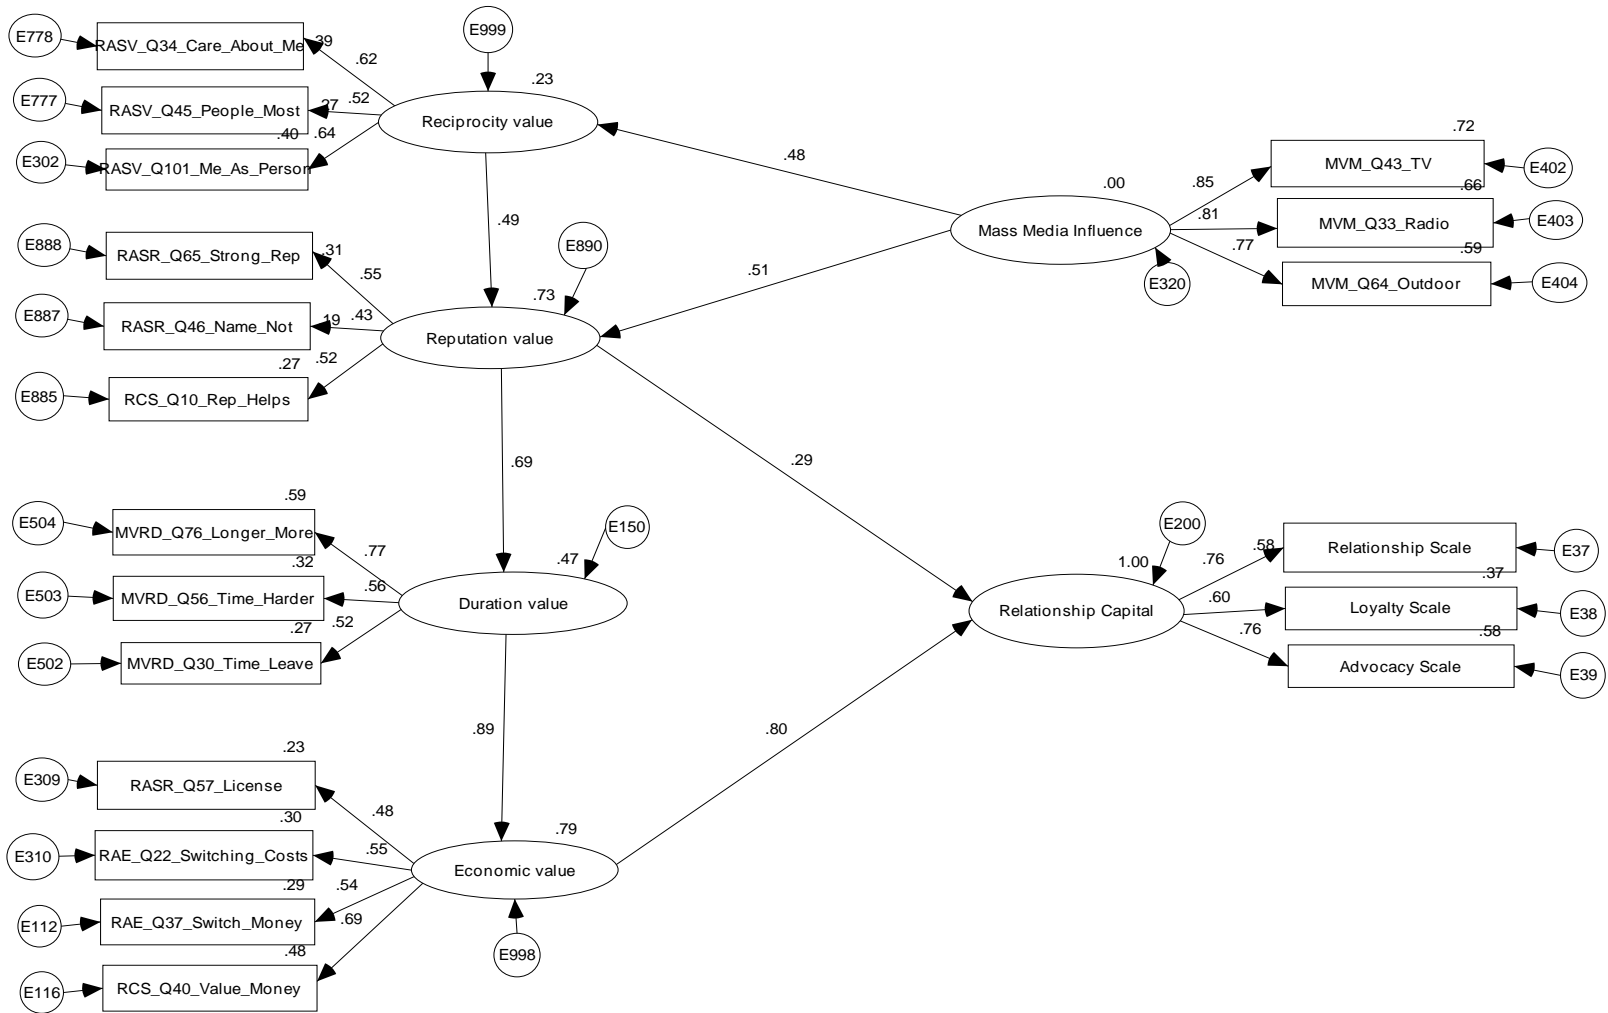 E778
RASV_Q34_Care_About_Me
.39
.62
E999
.23
E777
RASV_Q45_People_Most
.27
.52
Reciprocity value
E302
RASV_Q101_Me_As_Person
.40
.64
.48
.72
MVM_Q43_TV
E402
.00
.85
Mass Media Influence
.66
.81
MVM_Q33_Radio
E403
.77
.59
MVM_Q64_Outdoor
E404
E320
.49
.51
E888
RASR_Q65_Strong_Rep
.31
.55
E890
.73
E887
RASR_Q46_Name_Not
.19
.43
Reputation value
.27
.52
E885
RCS_Q10_Rep_Helps
.69
.29
.59
E504
MVRD_Q76_Longer_More
.77
E150
.47
.32
E503
MVRD_Q56_Time_Harder
.56
Duration value
.27
.52
E502
MVRD_Q30_Time_Leave
E200
1.00
.76
.58
Relationship Scale
E37
Relationship Capital
.60
.37
Loyalty Scale
E38
.76
.58
Advocacy Scale
E39
.89
.80
.23
E309
RASR_Q57_License
.48
.79
.30
E310
RAE_Q22_Switching_Costs
.55
Economic value
.29
.54
E112
RAE_Q37_Switch_Money
.69
.48
E116
RCS_Q40_Value_Money
E998